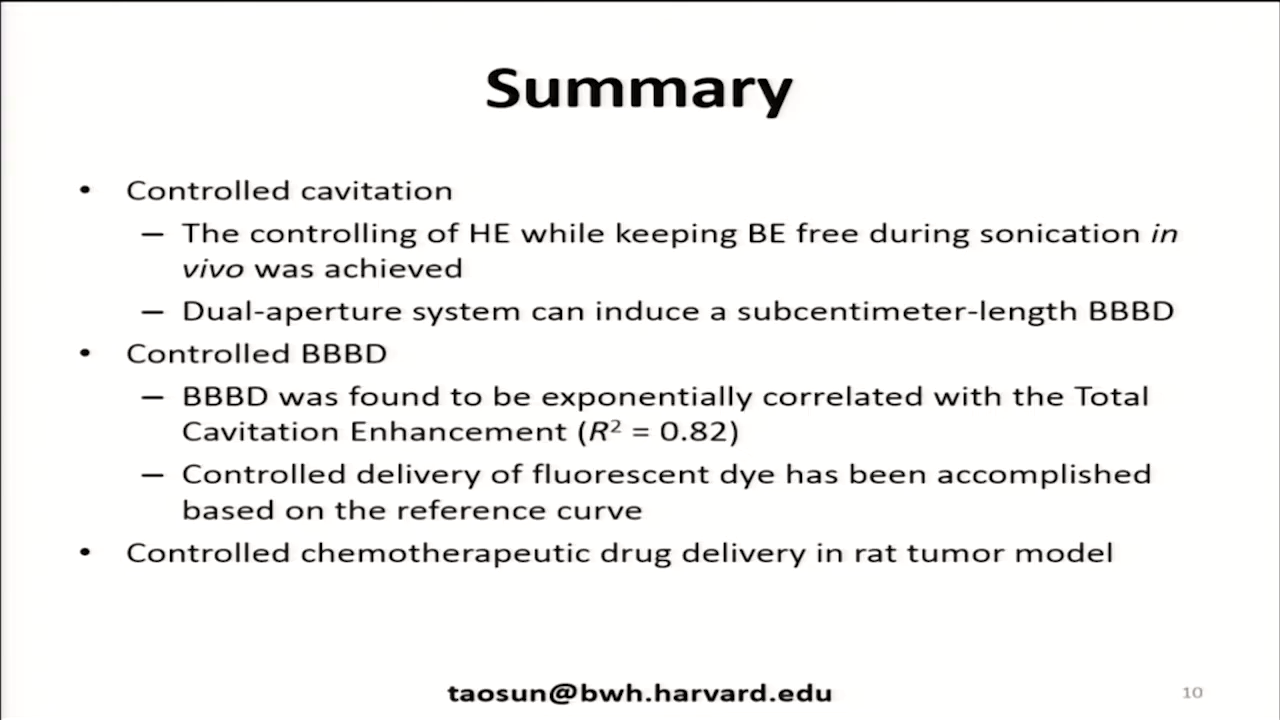 Summary
• Controlled cavitation
– The controlling of HE while keeping BE free during sonication in
vivo was achieved
– Dual-aperture system can induce a subcentimeter-length BBBD
• Controlled BBBD
– BBBD was found to be exponentially correlated with the Total
Cavitation Enhancement (R² = 0.82)
– Controlled delivery of fluorescent dye has been accomplished
based on the reference curve
• Controlled chemotherapeutic drug delivery in rat tumor model
taosun@bwh.harvard.edu
10